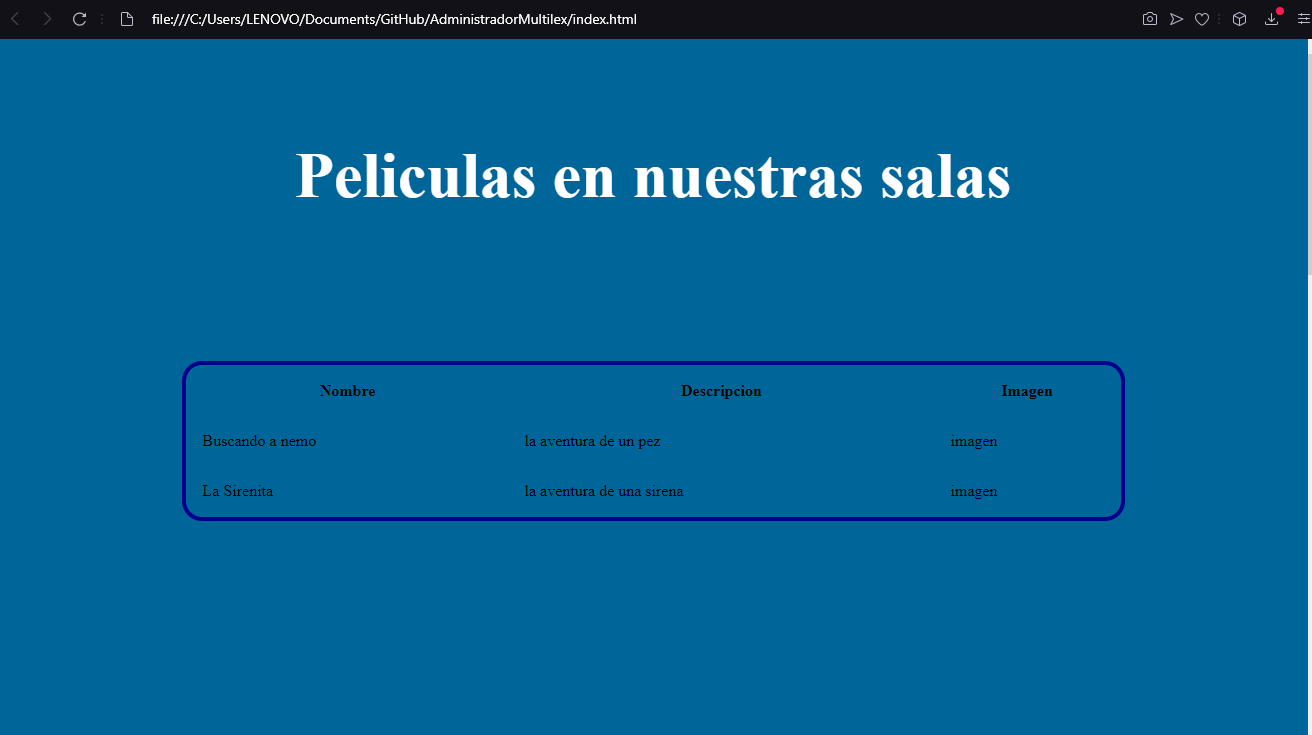 file:///C:/Users/LENOVO/Documents/GitHub/AdministradorMultilex/index.html
Peliculas en nuestras salas
Nombre Descripcion Imagen
Buscando a nemo la aventura de un pez imagen
La Sirenita la aventura de una sirena imagen